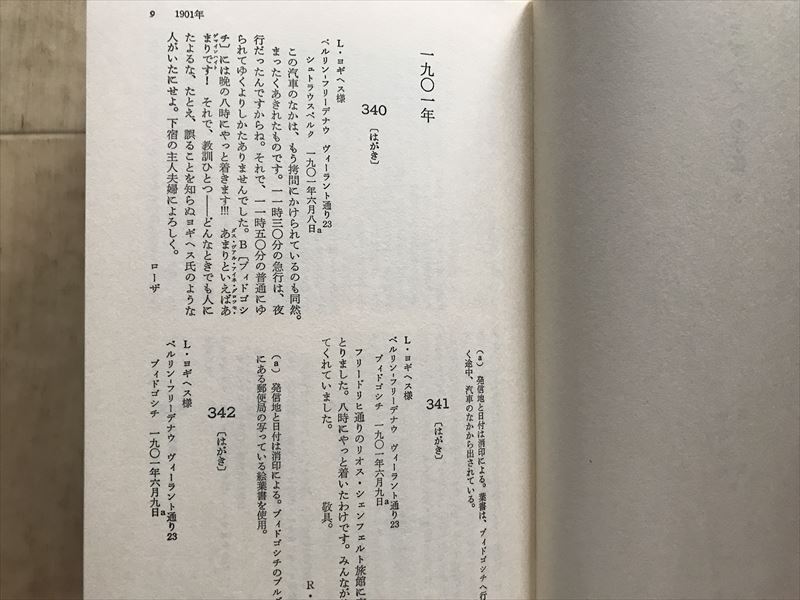 9 1901年
一九〇一年
340 〔はがき〕
L・ヨギヘス様
ベルリン-フリーデナウ ヴィーラント通り23
シュトラウスベルク 一九〇一年六月八日a
この汽車のなかは、もう拷問にかけられているのも同然。
まったくあきれたものです。一一時三〇分の急行は、夜
行だったんですからね。それで、一一時五〇分の普通にゆ
られてゆくよりしかたありませんでした。B〔ブィドゴシ
チ〕には晩の八時にやっと着きます!!! あまりといえばあ
まりです! それで、教訓ひとつ――どんなときでも人に
たよるな、たとえ、誤ることを知らぬヨギヘス氏のような
人がいたにせよ。下宿の主人夫婦によろしく。
ローザ
(a) 発信地と日付は消印による。葉書は、ブィドゴシチへ行
く途中、汽車のなかから出されている。
341 〔はがき〕
L・ヨギヘス様
ベルリン-フリーデナウ ヴィーラント通り23
ブィドゴシチ 一九〇一年六月九日a
フリードリヒ通りのリオス・シェンフェルト旅館に
とりました。八時にやっと着いたわけです。みんなが
てくれていました。
敬具。
R・
(a) 発信地と日付は消印による。ブィドゴシチのブル
にある郵便局の写っている絵葉書を使用。
342 〔はがき〕
L・ヨギヘス様
ベルリン-フリーデナウ ヴィーラント通り23
ブィドゴシチ 一九〇一年六月九日a